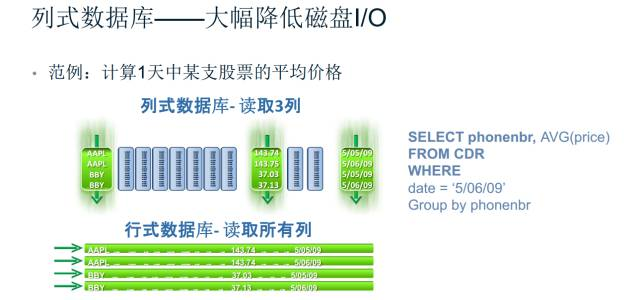 列式数据库——大幅降低磁盘I/O
• 范例：计算1天中某支股票的平均价格
列式数据库- 读取3列
AAPL 143.74 5/05/09
AAPL 143.75 5/06/09
BBY 37.03 5/05/09
BBY 37.13 5/06/09
SELECT phonenbr, AVG(price)
FROM CDR
WHERE
date = ‘5/06/09’
Group by phonenbr
行式数据库- 读取所有列
AAPL 143.74 5/05/09
AAPL 143.74 5/06/09
BBY 37.03 5/05/09
BBY 37.13 5/06/09